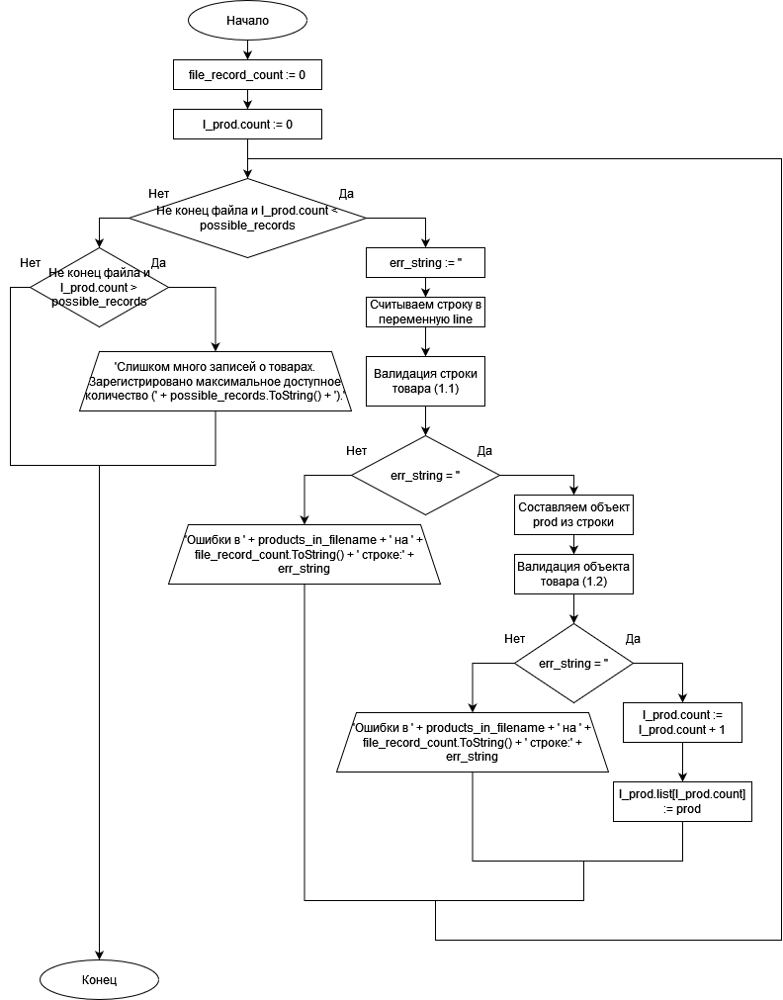 Начало
file_record_count := 0
l_prod.count := 0
Нет
Да
Не конец файла и l_prod.count <
possible_records
Нет
Да
Не конец файла и
l_prod.count >
possible_records
err_string := ''
Считываем строку в
переменную line
'Слишком много записей о товарах.
Зарегистрировано максимальное доступное
количество (' + possible_records.ToString() + ').'
Валидация строки
товара (1.1)
Нет
Да
err_string = ''
Составляем объект
prod из строки
'Ошибки в ' + products_in_filename + ' на ' +
file_record_count.ToString() + ' строке:' +
err_string
Валидация объекта
товара (1.2)
Нет
Да
err_string = ''
l_prod.count :=
l_prod.count + 1
'Ошибки в ' + products_in_filename + ' на ' +
file_record_count.ToString() + ' строке:' +
err_string
l_prod.list[l_prod.count]
:= prod
Конец